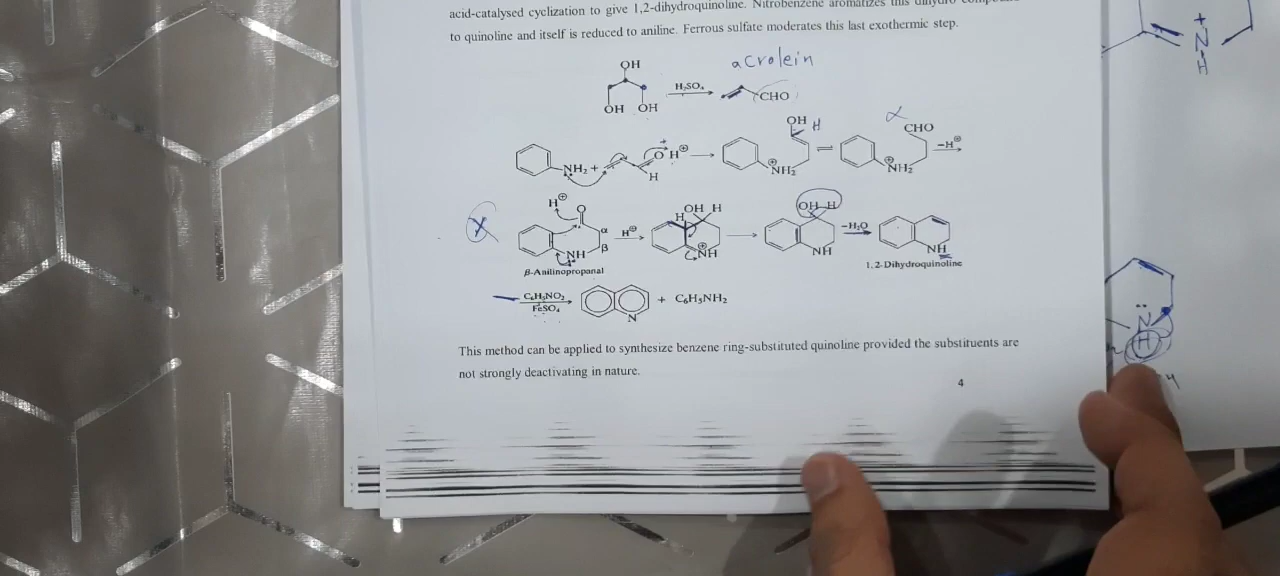 acid-catalysed cyclization to give 1,2-dihydroquinoline. Nitrobenzene aromatizes this dihydro
to quinoline and itself is reduced to aniline. Ferrous sulfate moderates this last exothermic step.
acrolein
OH
OH OH
H₂SO₄
CHO
NH₂ + O H⊕
H
OH H
⊕NH₂
α
CHO
⊕NH₂
-H⊕
H⊕
O
α
β
NH
H⊕
OH H
H
⊕NH
OH H
NH
-H₂O
NH
β-Anilinopropanal
1,2-Dihydroquinoline
C₆H₅NO₂
FeSO₄
N
+ C₆H₅NH₂
This method can be applied to synthesize benzene ring-substituted quinoline provided the substituents are
not strongly deactivating in nature.
4
+
N
H
N
H